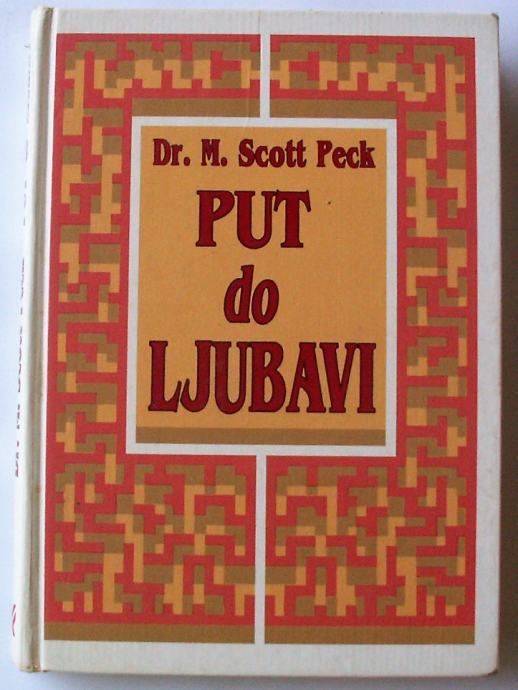 Dr. M. Scott Peck
PUT
do
LJUBAVI